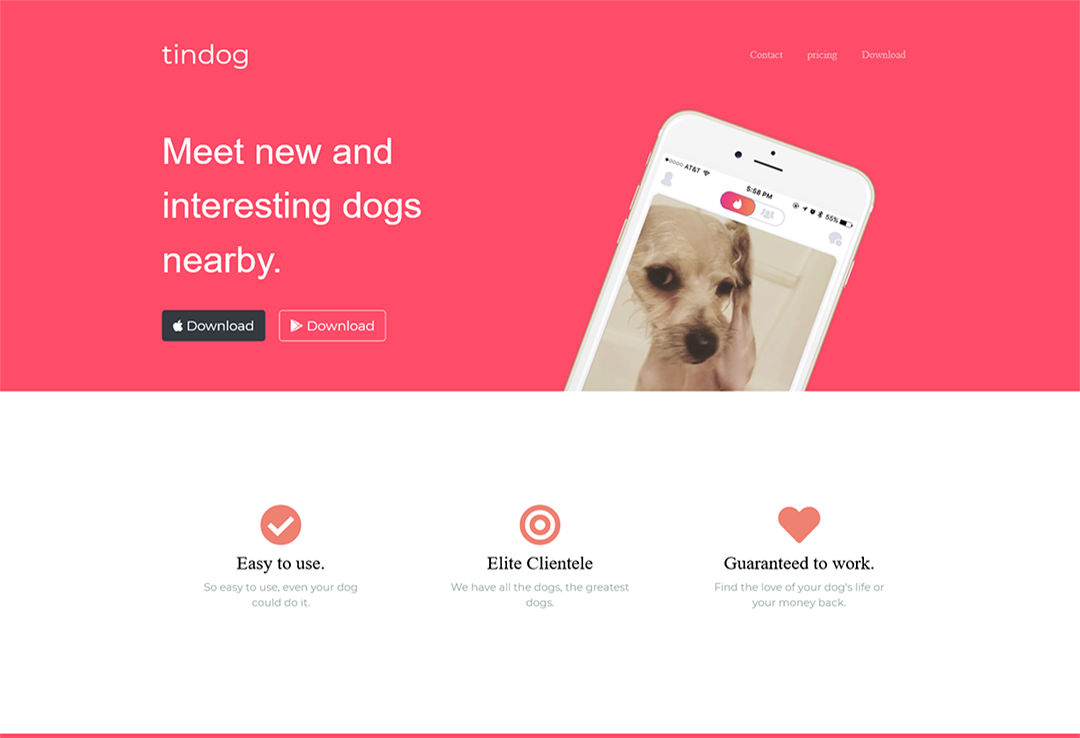 tindog
Contact pricing Download
Meet new and
interesting dogs
nearby.
Download Download
AT&T 5:58 PM 55%
Easy to use.
So easy to use, even your dog
could do it.
Elite Clientele
We have all the dogs, the greatest
dogs.
Guaranteed to work.
Find the love of your dog's life or
your money back.